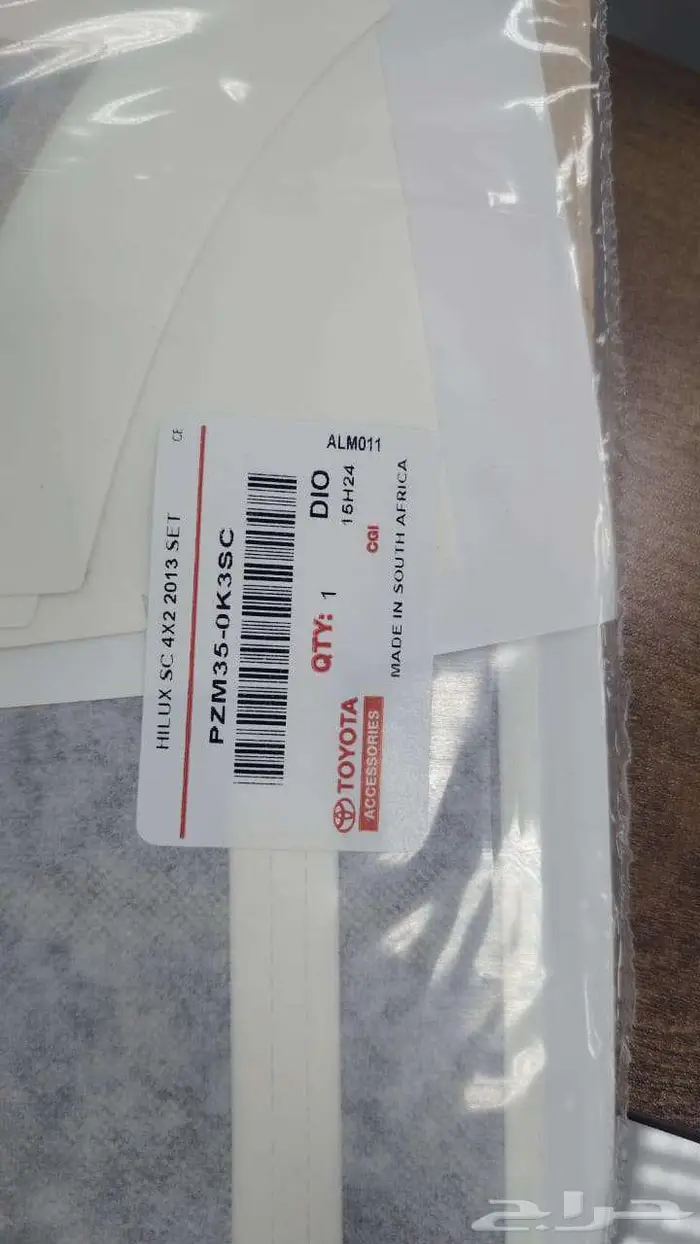 CE
HILUX SC 4X2 2013 SET
PZM35-0K3SC
ALM011
DIO
15H24
QTY: 1
CGI
TOYOTA
ACCESSORIES
MADE IN SOUTH AFRICA
حراج